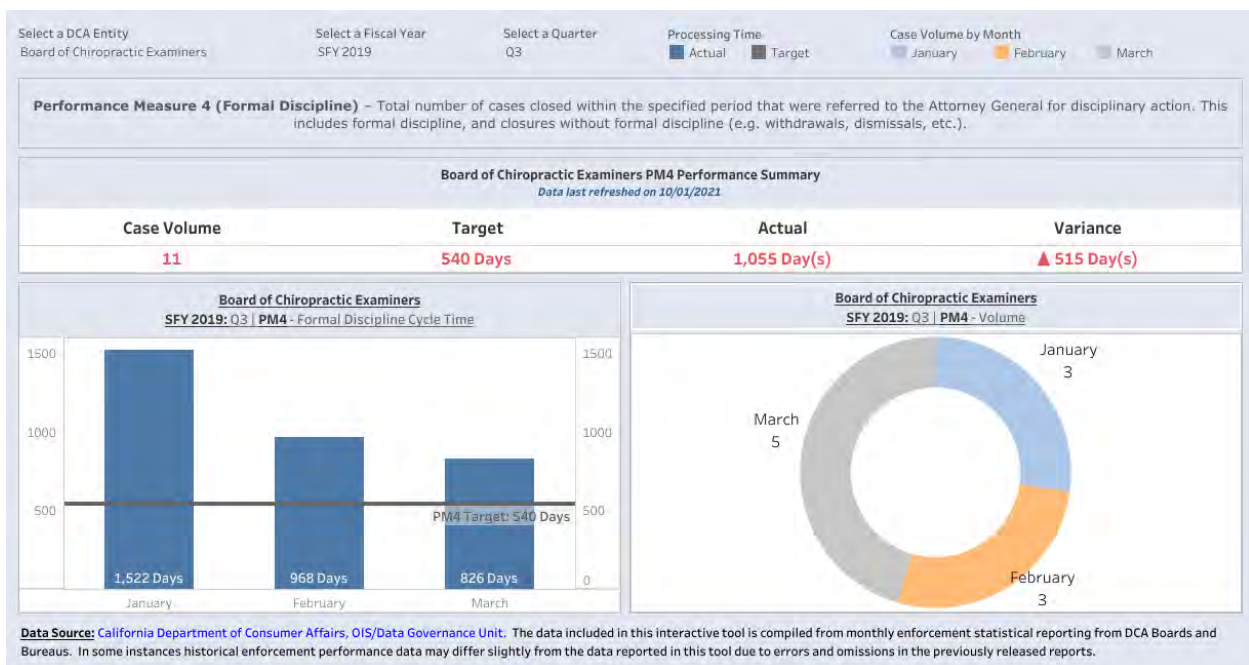 Select a DCA Entity
Board of Chiropractic Examiners
Select a Fiscal Year
SFY 2019
Select a Quarter
Q3
Processing Time
Actual Target
Case Volume by Month
January February March
Performance Measure 4 (Formal Discipline) – Total number of cases closed within the specified period that were referred to the Attorney General for disciplinary action. This
includes formal discipline, and closures without formal discipline (e.g. withdrawals, dismissals, etc.).
Board of Chiropractic Examiners PM4 Performance Summary
Data last refreshed on 10/01/2021
Case Volume Target Actual Variance
11 540 Days 1,055 Day(s) ▲ 515 Day(s)
Board of Chiropractic Examiners
SFY 2019: Q3 | PM4 - Formal Discipline Cycle Time
1500 1500
1000 1000
500 PM4 Target: 540 Days 500
1,522 Days 968 Days 826 Days 0
January February March
Board of Chiropractic Examiners
SFY 2019: Q3 | PM4 - Volume
January
3
March
5
February
3
Data Source: California Department of Consumer Affairs, OIS/Data Governance Unit. The data included in this interactive tool is compiled from monthly enforcement statistical reporting from DCA Boards and
Bureaus. In some instances historical enforcement performance data may differ slightly from the data reported in this tool due to errors and omissions in the previously released reports.